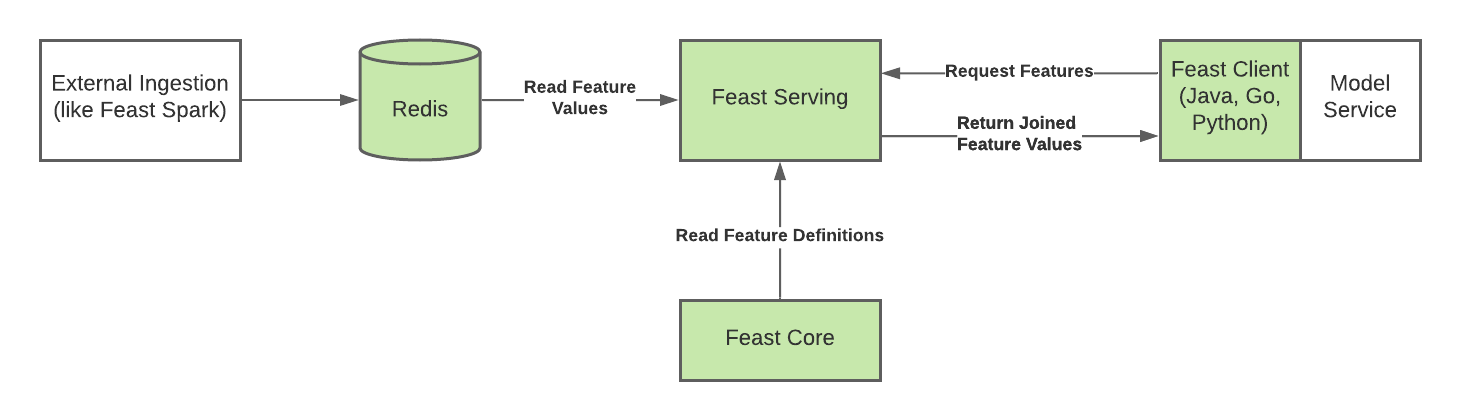 External Ingestion
(like Feast Spark)
Redis
Read Feature
Values
Feast Serving
Request Features
Return Joined
Feature Values
Feast Client
(Java, Go,
Python)
Model
Service
Read Feature Definitions
Feast Core